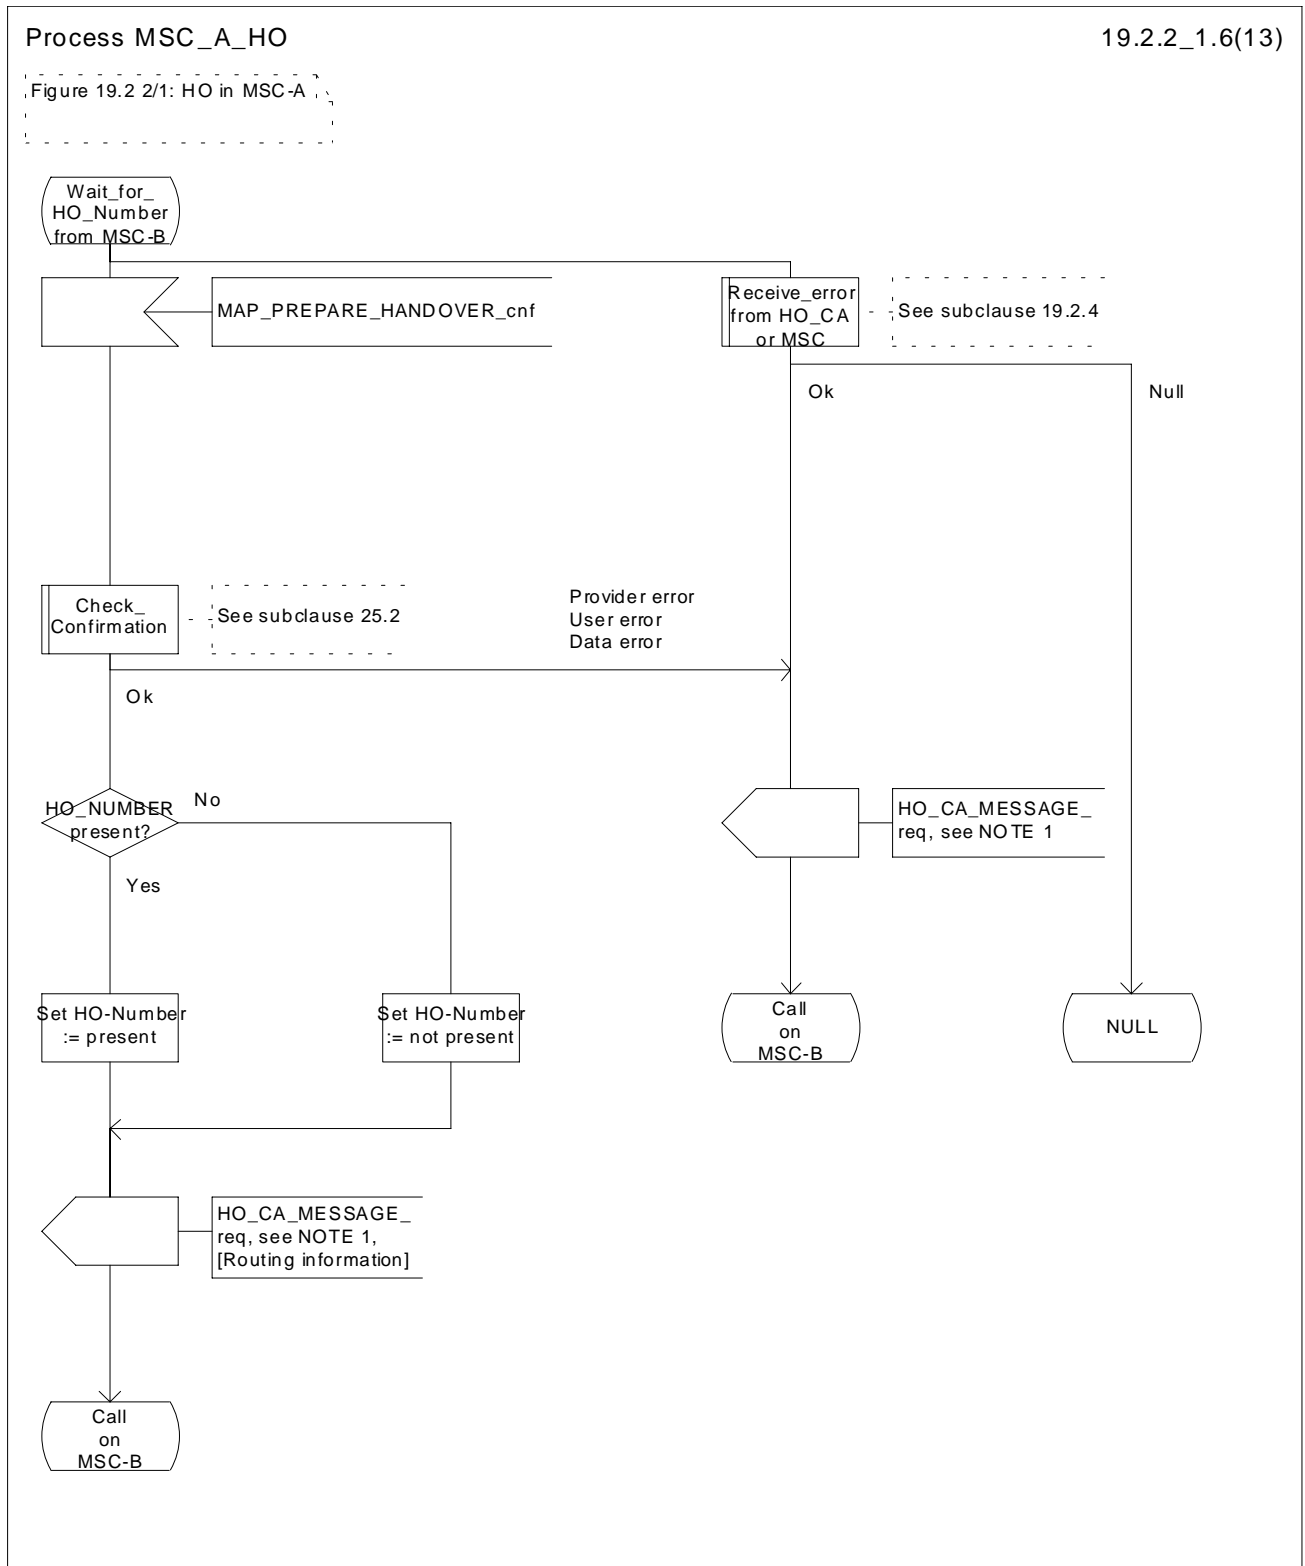 Process MSC_A_HO
19.2.2_1.6(13)
Figure 19.2 2/1: HO in MSC-A
Wait_for_
HO_Number
from MSC-B
MAP_PREPARE_HANDOVER_cnf
Receive_error
from HO_CA
or MSC
See subclause 19.2.4
Ok
Null
Check_
Confirmation
See subclause 25.2
Provider error
User error
Data error
Ok
HO_NUMBER
present?
No
HO_CA_MESSAGE_
req, see NOTE 1
Yes
Set HO-Number
:= present
Set HO-Number
:= not present
Call
on
MSC-B
NULL
HO_CA_MESSAGE_
req, see NOTE 1,
[Routing information]
Call
on
MSC-B